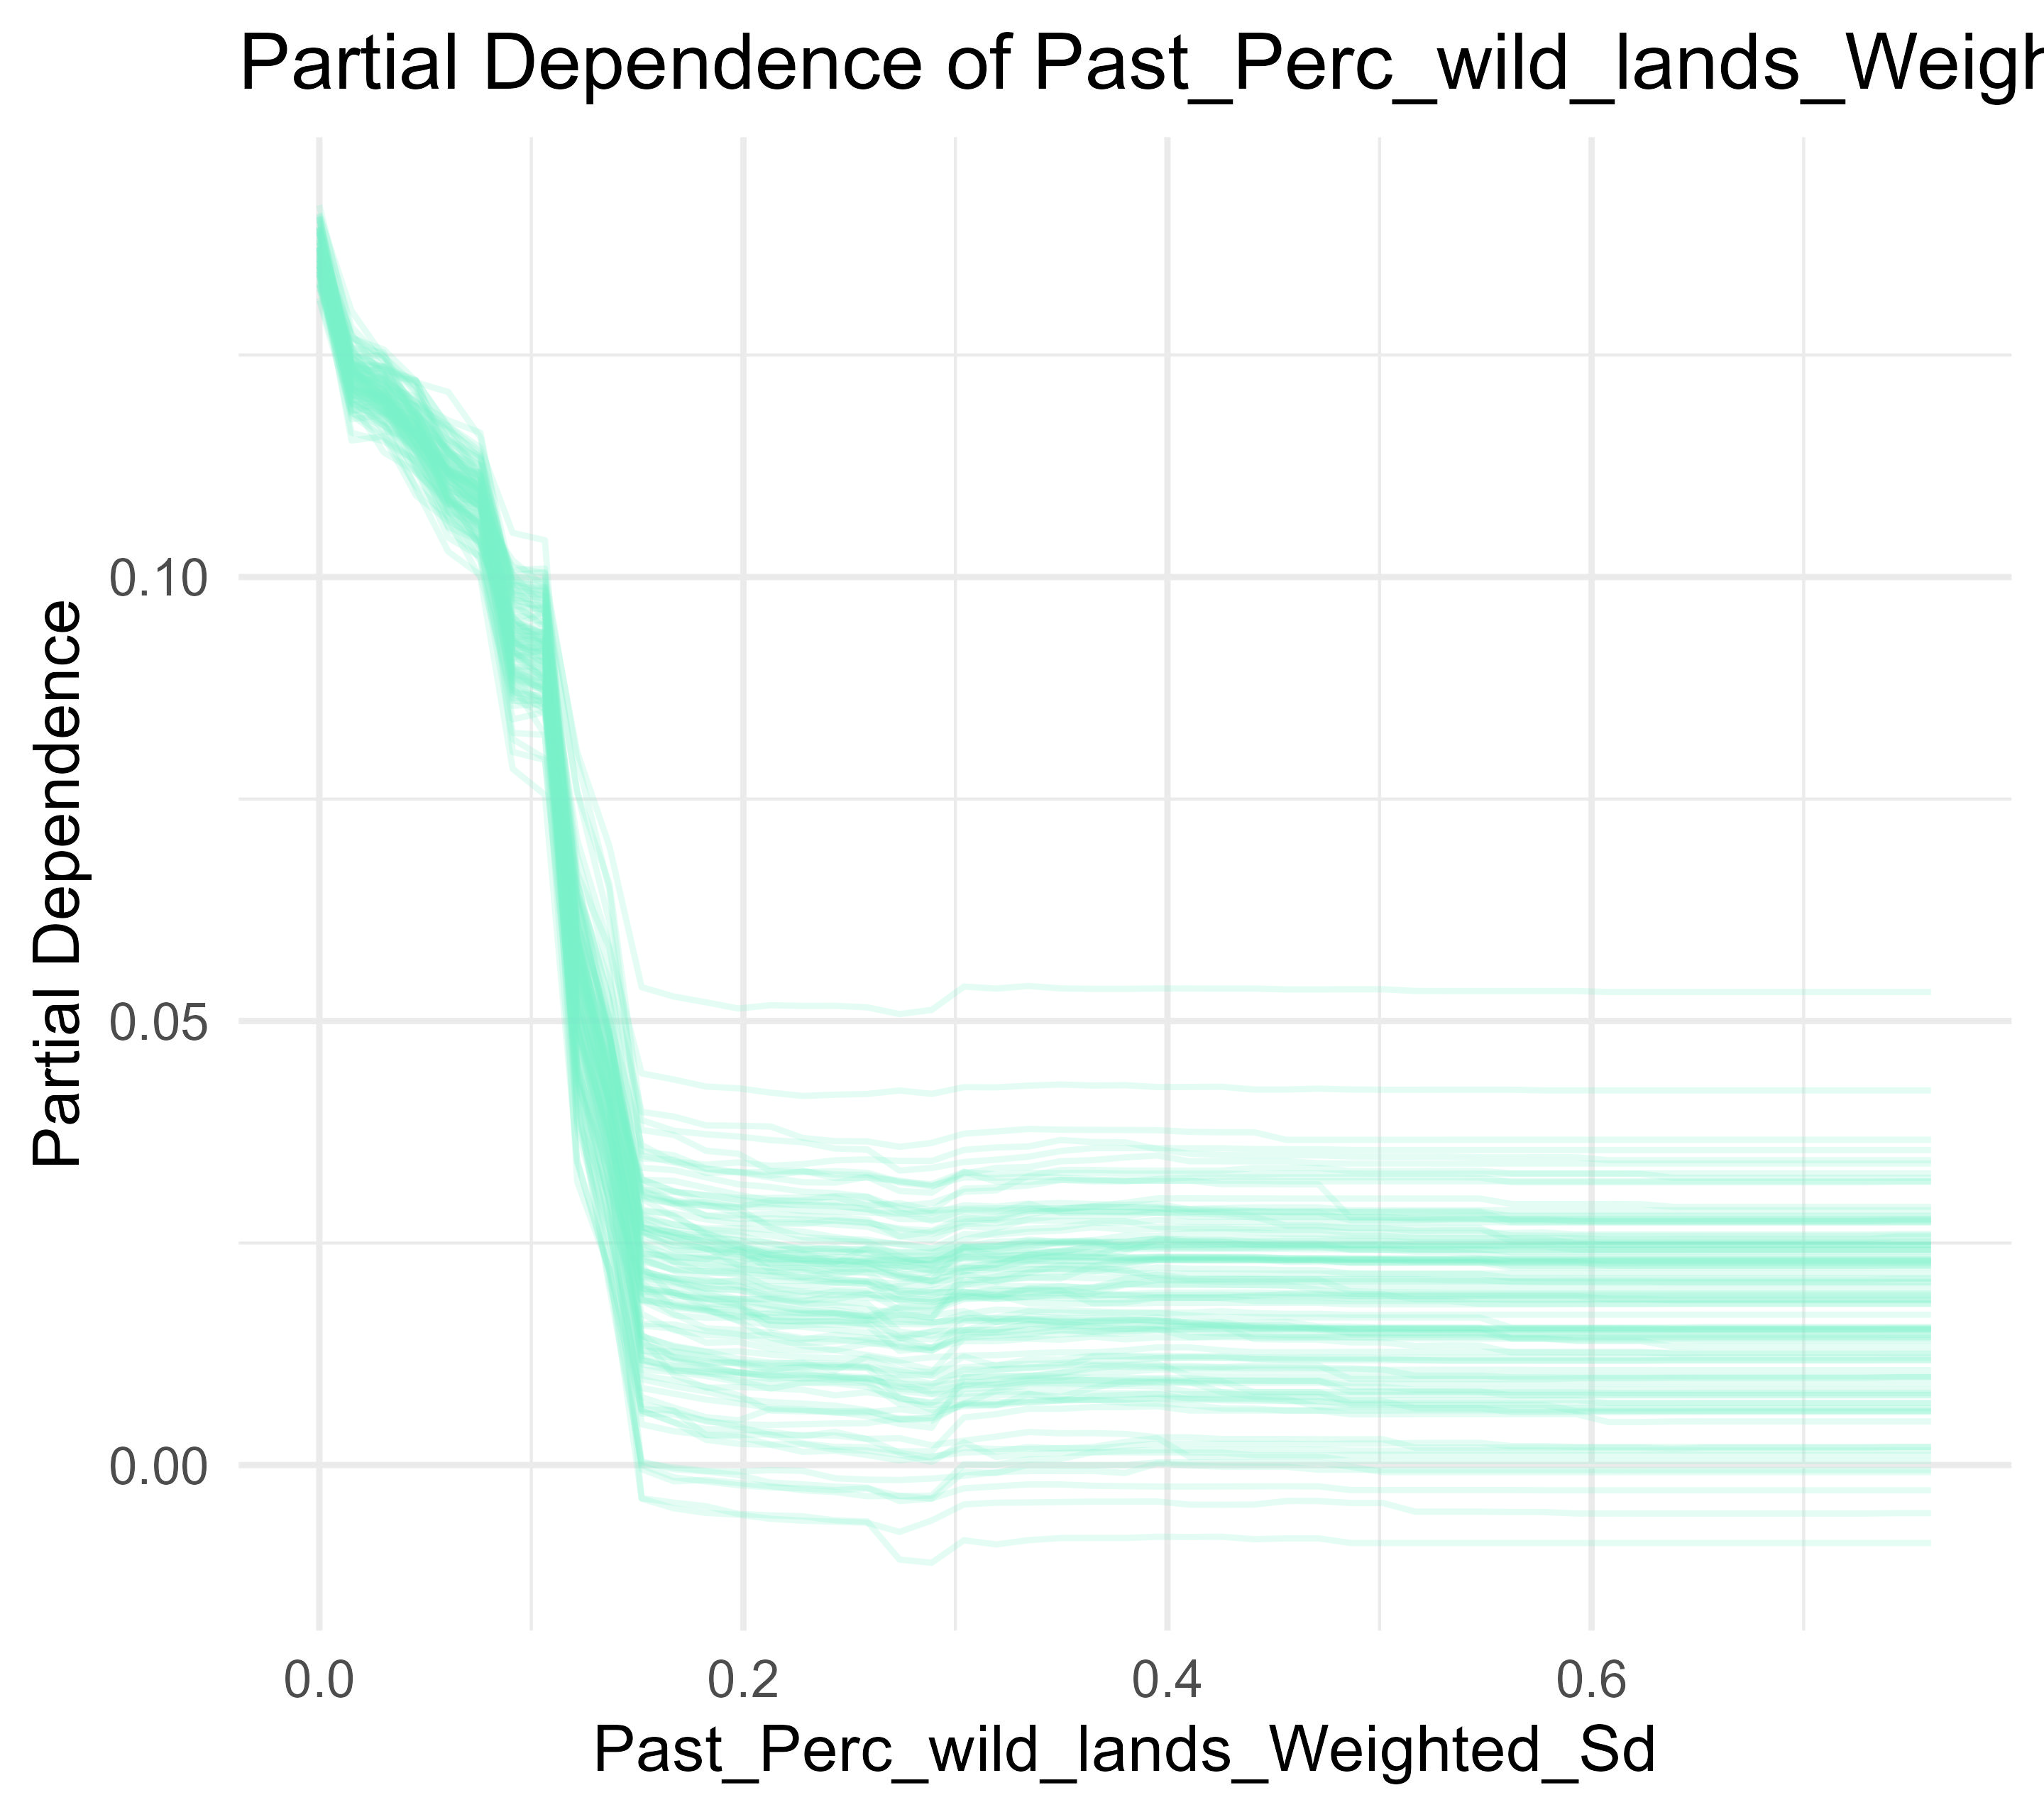 Partial Dependence of Past_Perc_wild_lands_Weigh
Partial Dependence
0.10
0.05
0.00
0.0 0.2 0.4 0.6
Past_Perc_wild_lands_Weighted_Sd